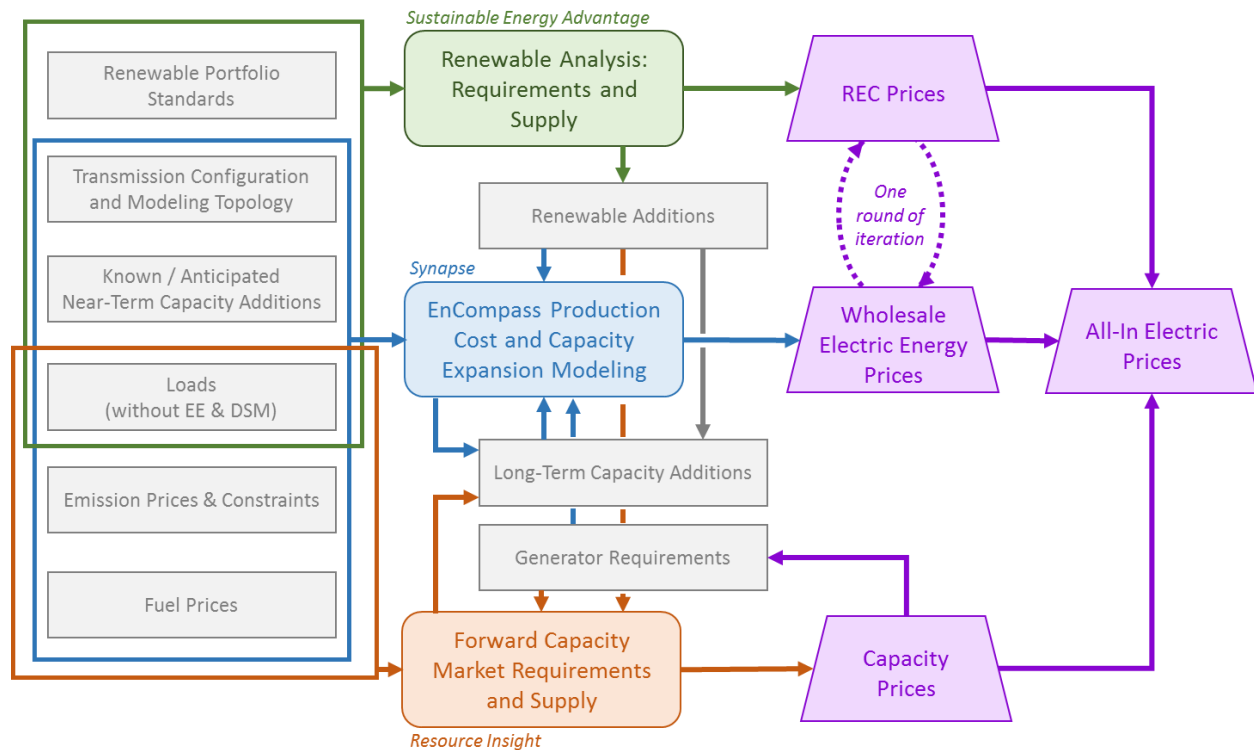 Sustainable Energy Advantage
Renewable Portfolio
Standards
Renewable Analysis:
Requirements and
Supply
REC Prices
Transmission Configuration
and Modeling Topology
Renewable Additions
One
round of
iteration
Known / Anticipated
Near-Term Capacity Additions
Synapse
EnCompass Production
Cost and Capacity
Expansion Modeling
Wholesale
Electric Energy
Prices
All-In Electric
Prices
Loads
(without EE & DSM)
Long-Term Capacity Additions
Emission Prices & Constraints
Generator Requirements
Fuel Prices
Forward Capacity
Market Requirements
and Supply
Capacity
Prices
Resource Insight